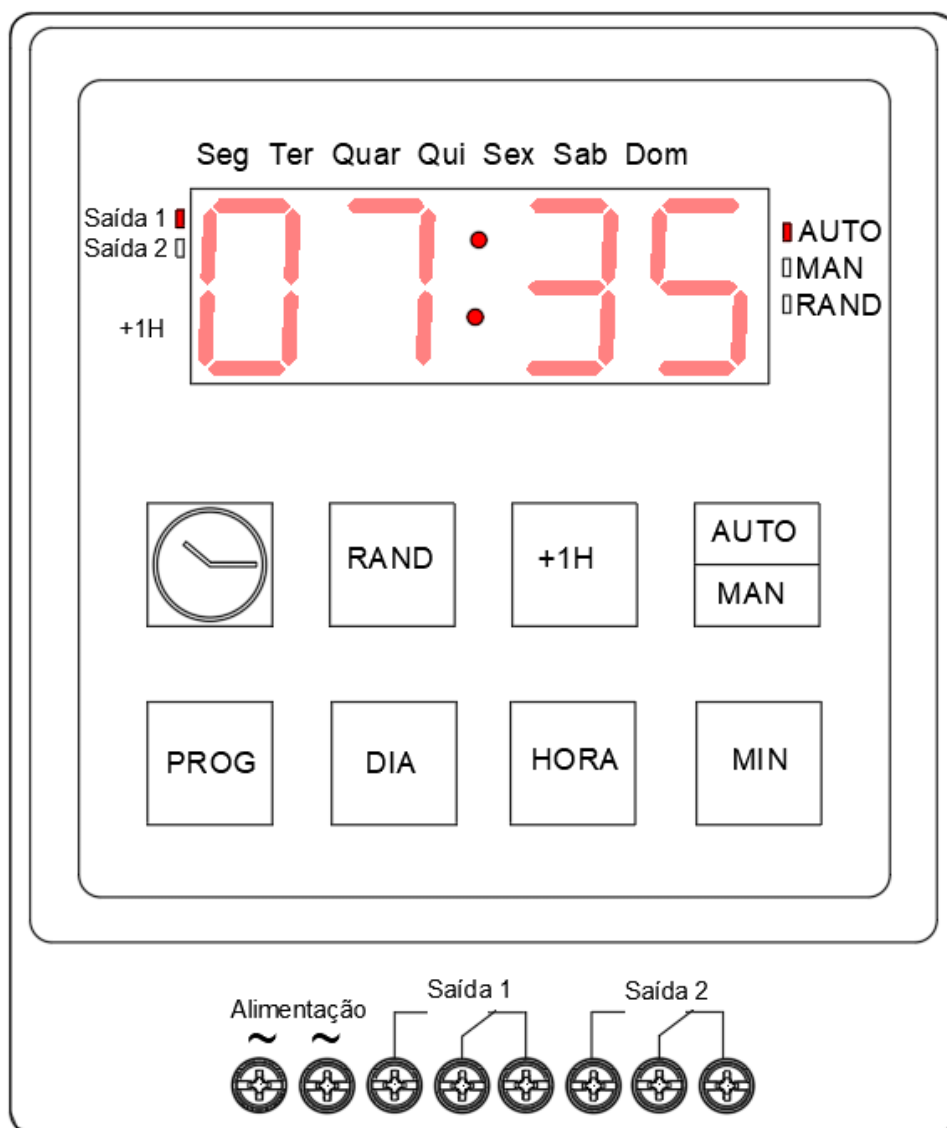 Seg Ter Quar Qui Sex Sab Dom
Saída 1
Saída 2
+1H
07:35
AUTO
MAN
RAND
RAND
+1H
AUTO
MAN
PROG
DIA
HORA
MIN
Alimentação
~ ~
Saída 1
Saída 2